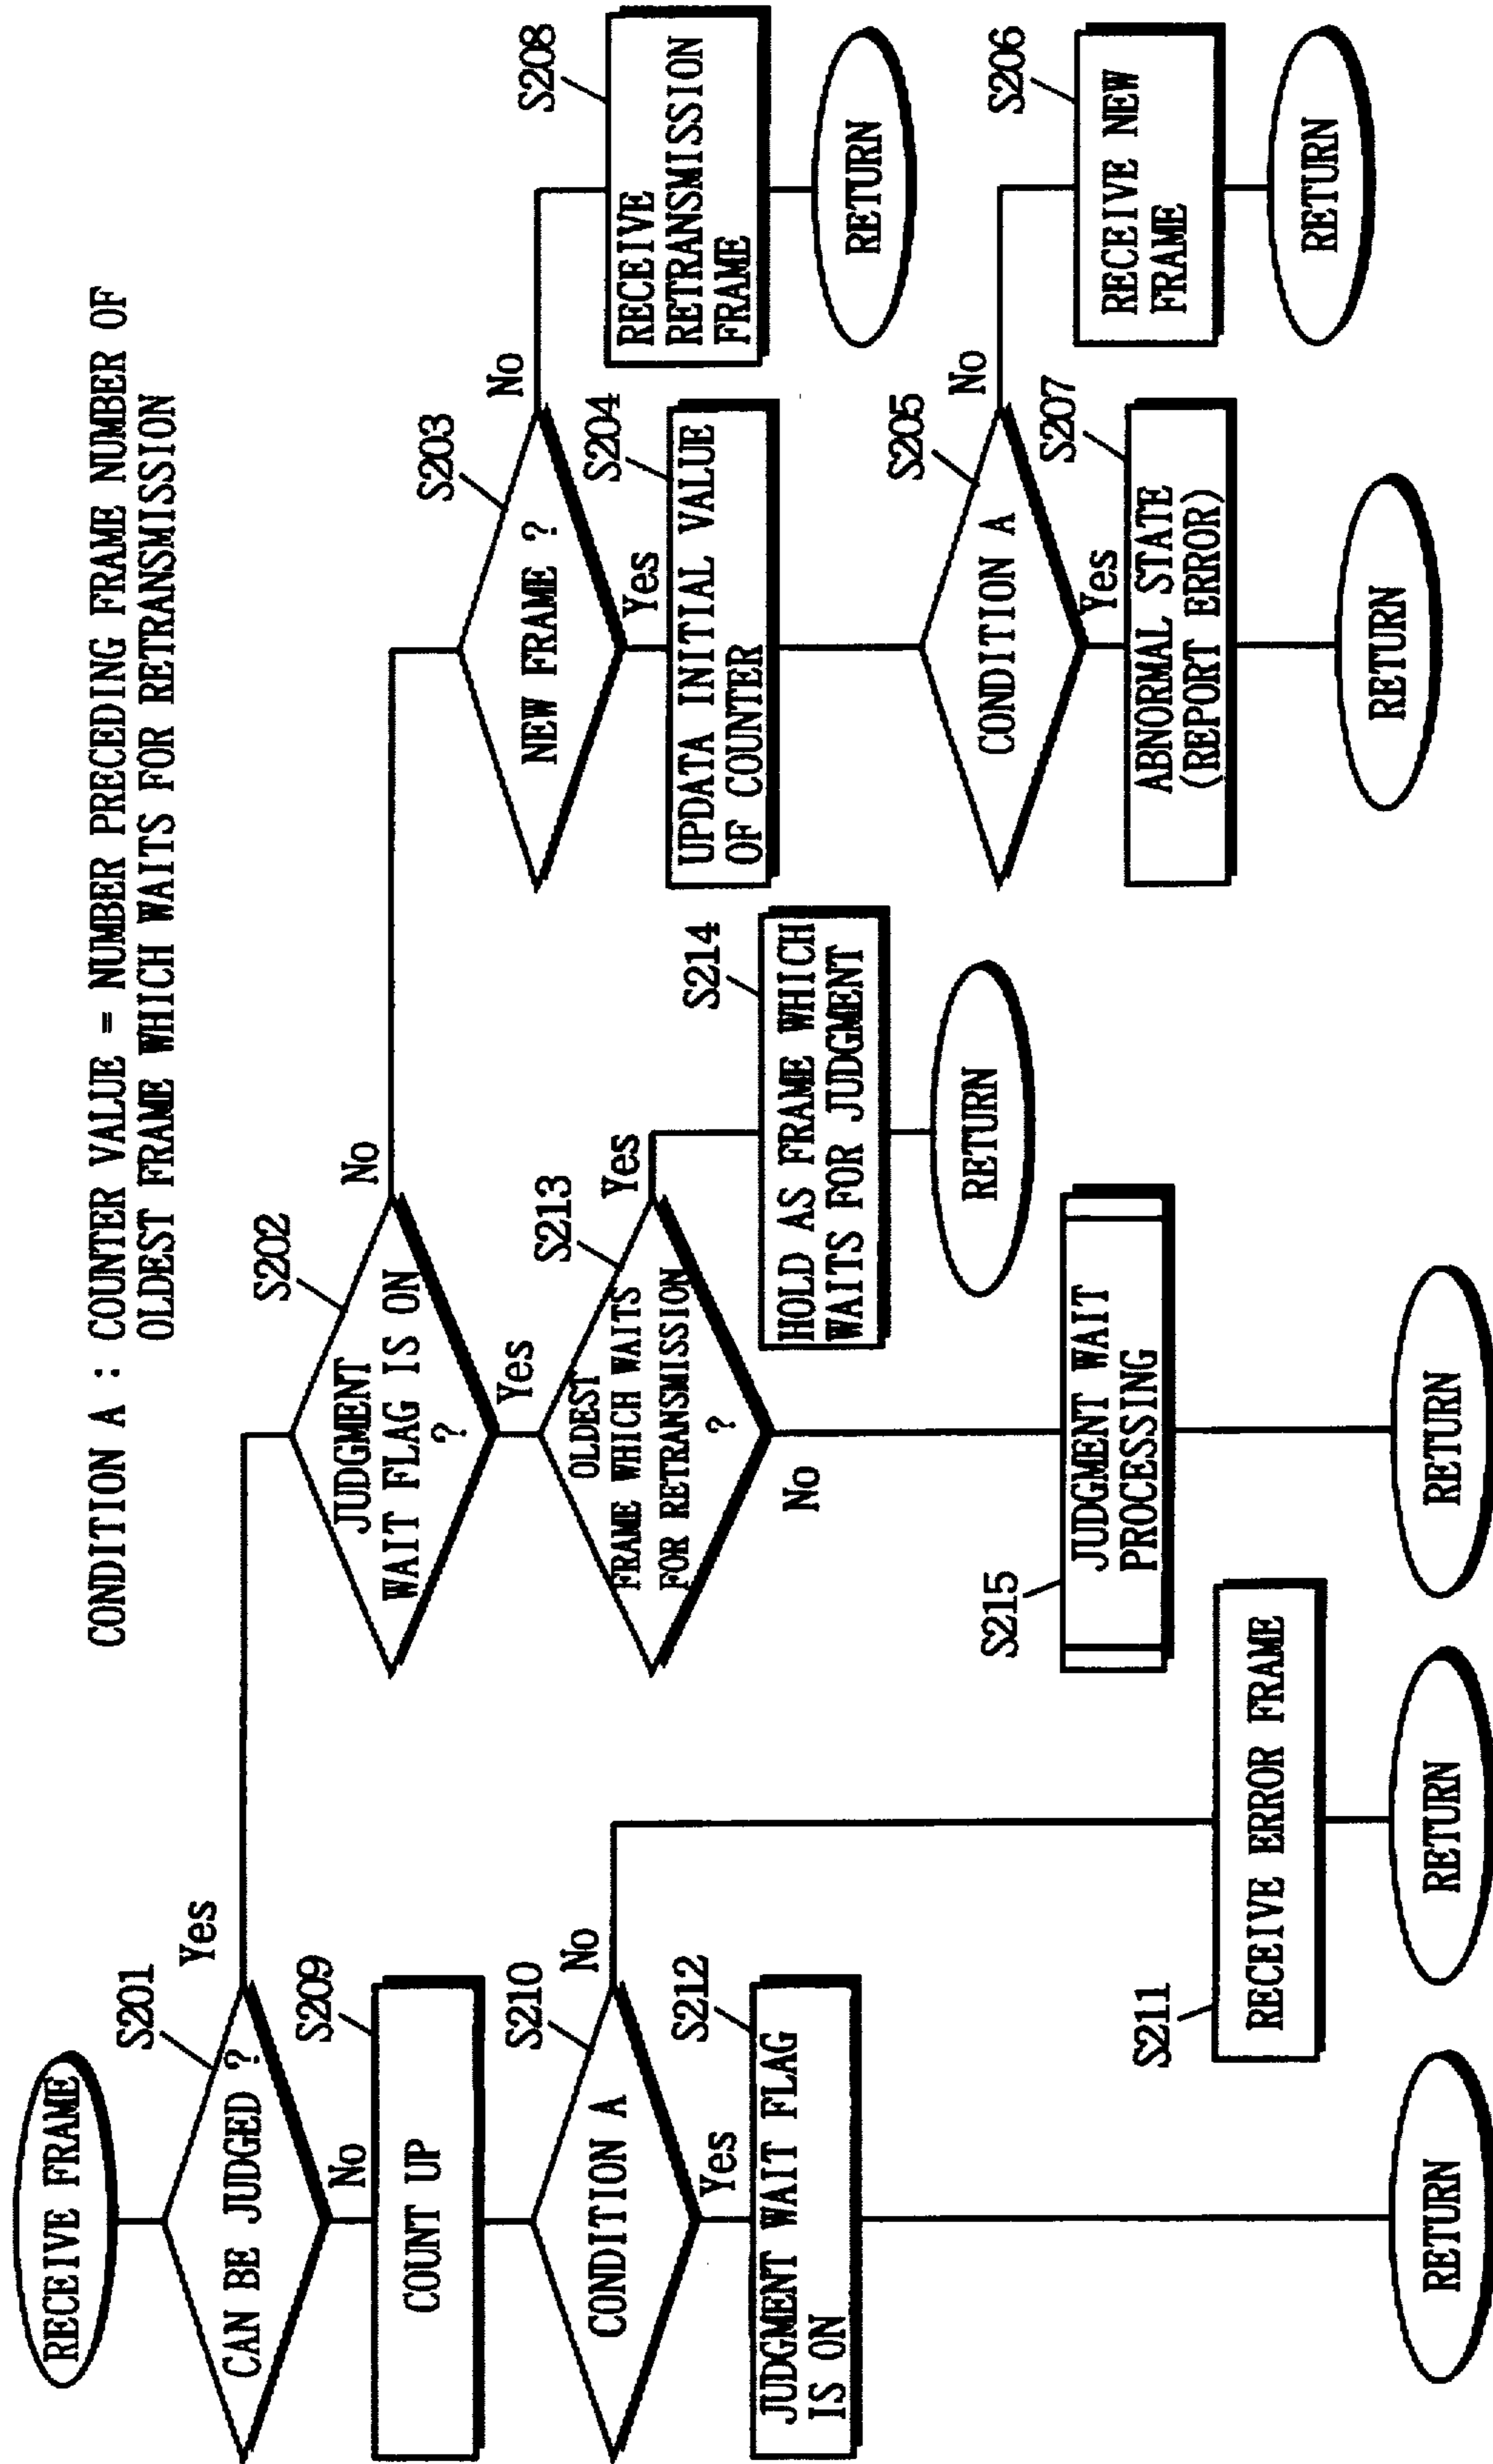 CONDITION A : COUNTER VALUE = NUMBER PRECEDING FRAME NUMBER OF
OLDEST FRAME WHICH WAITS FOR RETRANSMISSION
RECEIVE FRAME
S201
CAN BE JUDGED ?
Yes
No
S209
COUNT UP
S210
CONDITION A
No
Yes
S212
JUDGMENT WAIT FLAG
IS ON
RETURN
S211
RECEIVE ERROR FRAME
RETURN
S202
JUDGMENT
WAIT FLAG IS ON
?
No
Yes
S213
OLDEST
FRAME WHICH WAITS
FOR RETRANSMISSION
?
Yes
No
S214
HOLD AS FRAME WHICH
WAITS FOR JUDGMENT
RETURN
S215
JUDGMENT WAIT
PROCESSING
RETURN
S203
NEW FRAME ?
No
Yes
S208
RECEIVE
RETRANSMISSION
FRAME
RETURN
S204
UPDATA INITIAL VALUE
OF COUNTER
S205
CONDITION A
No
Yes
S206
RECEIVE NEW
FRAME
RETURN
S207
ABNORMAL STATE
(REPORT ERROR)
RETURN